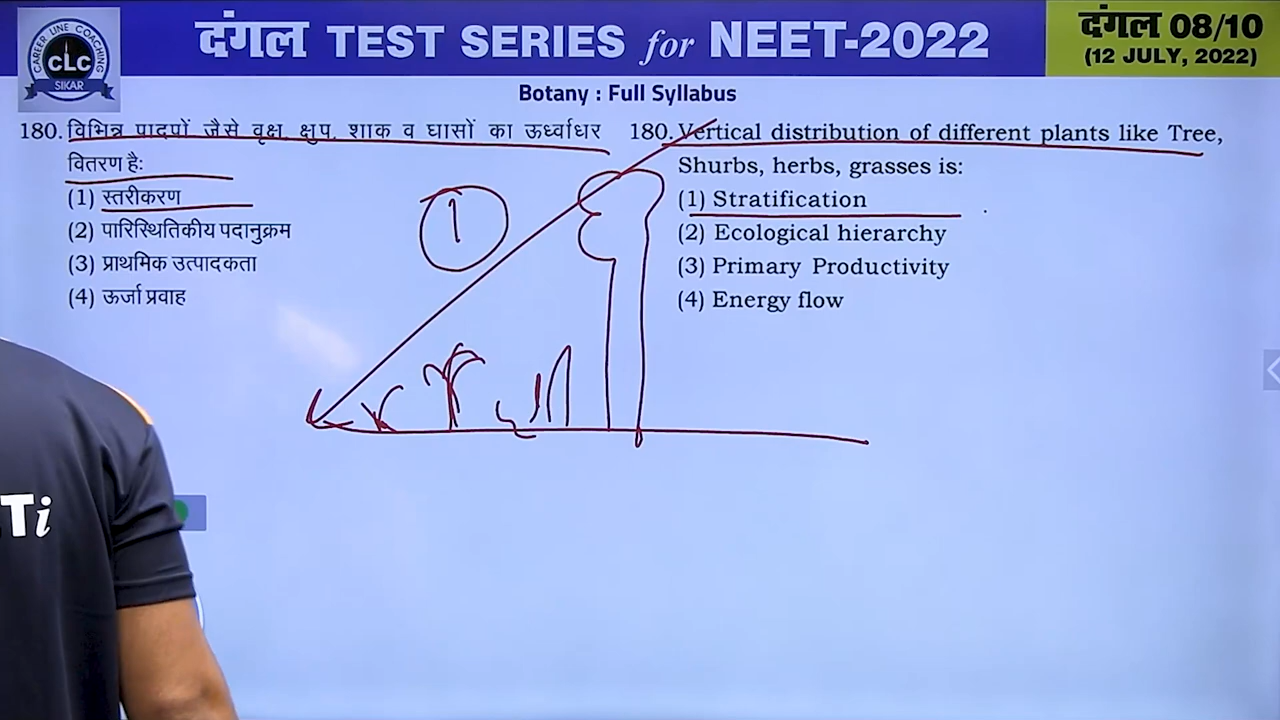 CAREER LINE COACHING
CLC
SIKAR
दंगल TEST SERIES for NEET-2022
दंगल 08/10
(12 JULY, 2022)
Botany : Full Syllabus
180. विभिन्न पादपों जैसे वृक्ष, क्षुप, शाक व घासों का ऊर्ध्वाधर
वितरण है:
(1) स्तरीकरण
(2) पारिस्थितिकीय पदानुक्रम
(3) प्राथमिक उत्पादकता
(4) ऊर्जा प्रवाह
1
180. Vertical distribution of different plants like Tree,
Shurbs, herbs, grasses is:
(1) Stratification
(2) Ecological hierarchy
(3) Primary Productivity
(4) Energy flow
Ti